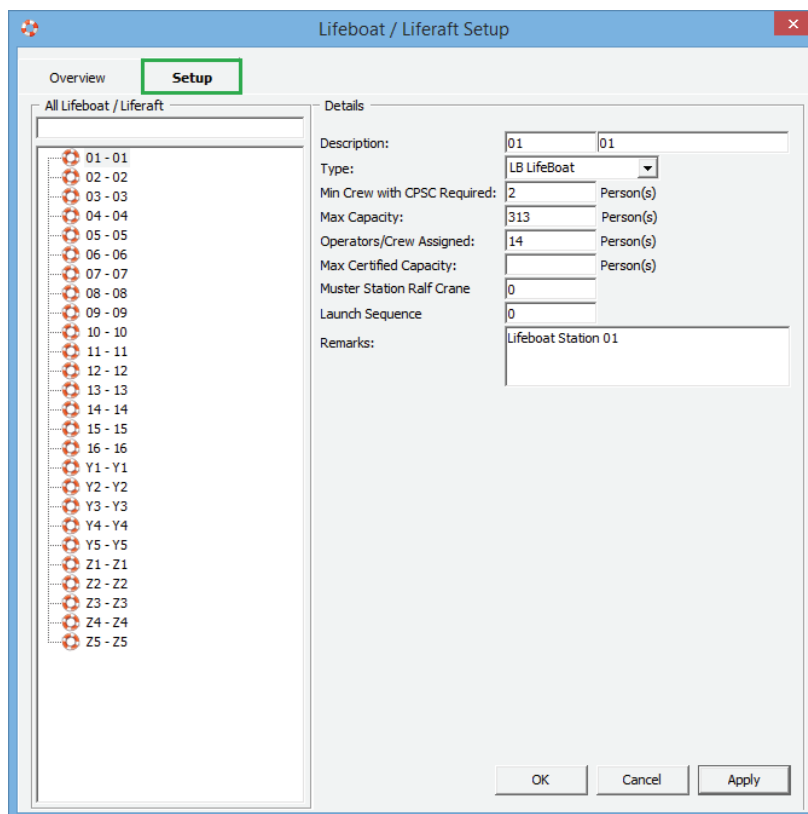 Lifeboat / Liferaft Setup
Overview Setup
All Lifeboat / Liferaft
01 - 01
02 - 02
03 - 03
04 - 04
05 - 05
06 - 06
07 - 07
08 - 08
09 - 09
10 - 10
11 - 11
12 - 12
13 - 13
14 - 14
15 - 15
16 - 16
Y1 - Y1
Y2 - Y2
Y3 - Y3
Y4 - Y4
Y5 - Y5
Z1 - Z1
Z2 - Z2
Z3 - Z3
Z4 - Z4
Z5 - Z5
Details
Description: 01 01
Type: LB LifeBoat
Min Crew with CPSC Required: 2 Person(s)
Max Capacity: 313 Person(s)
Operators/Crew Assigned: 14 Person(s)
Max Certified Capacity: Person(s)
Muster Station Ralf Crane 0
Launch Sequence 0
Remarks: Lifeboat Station 01
OK Cancel Apply